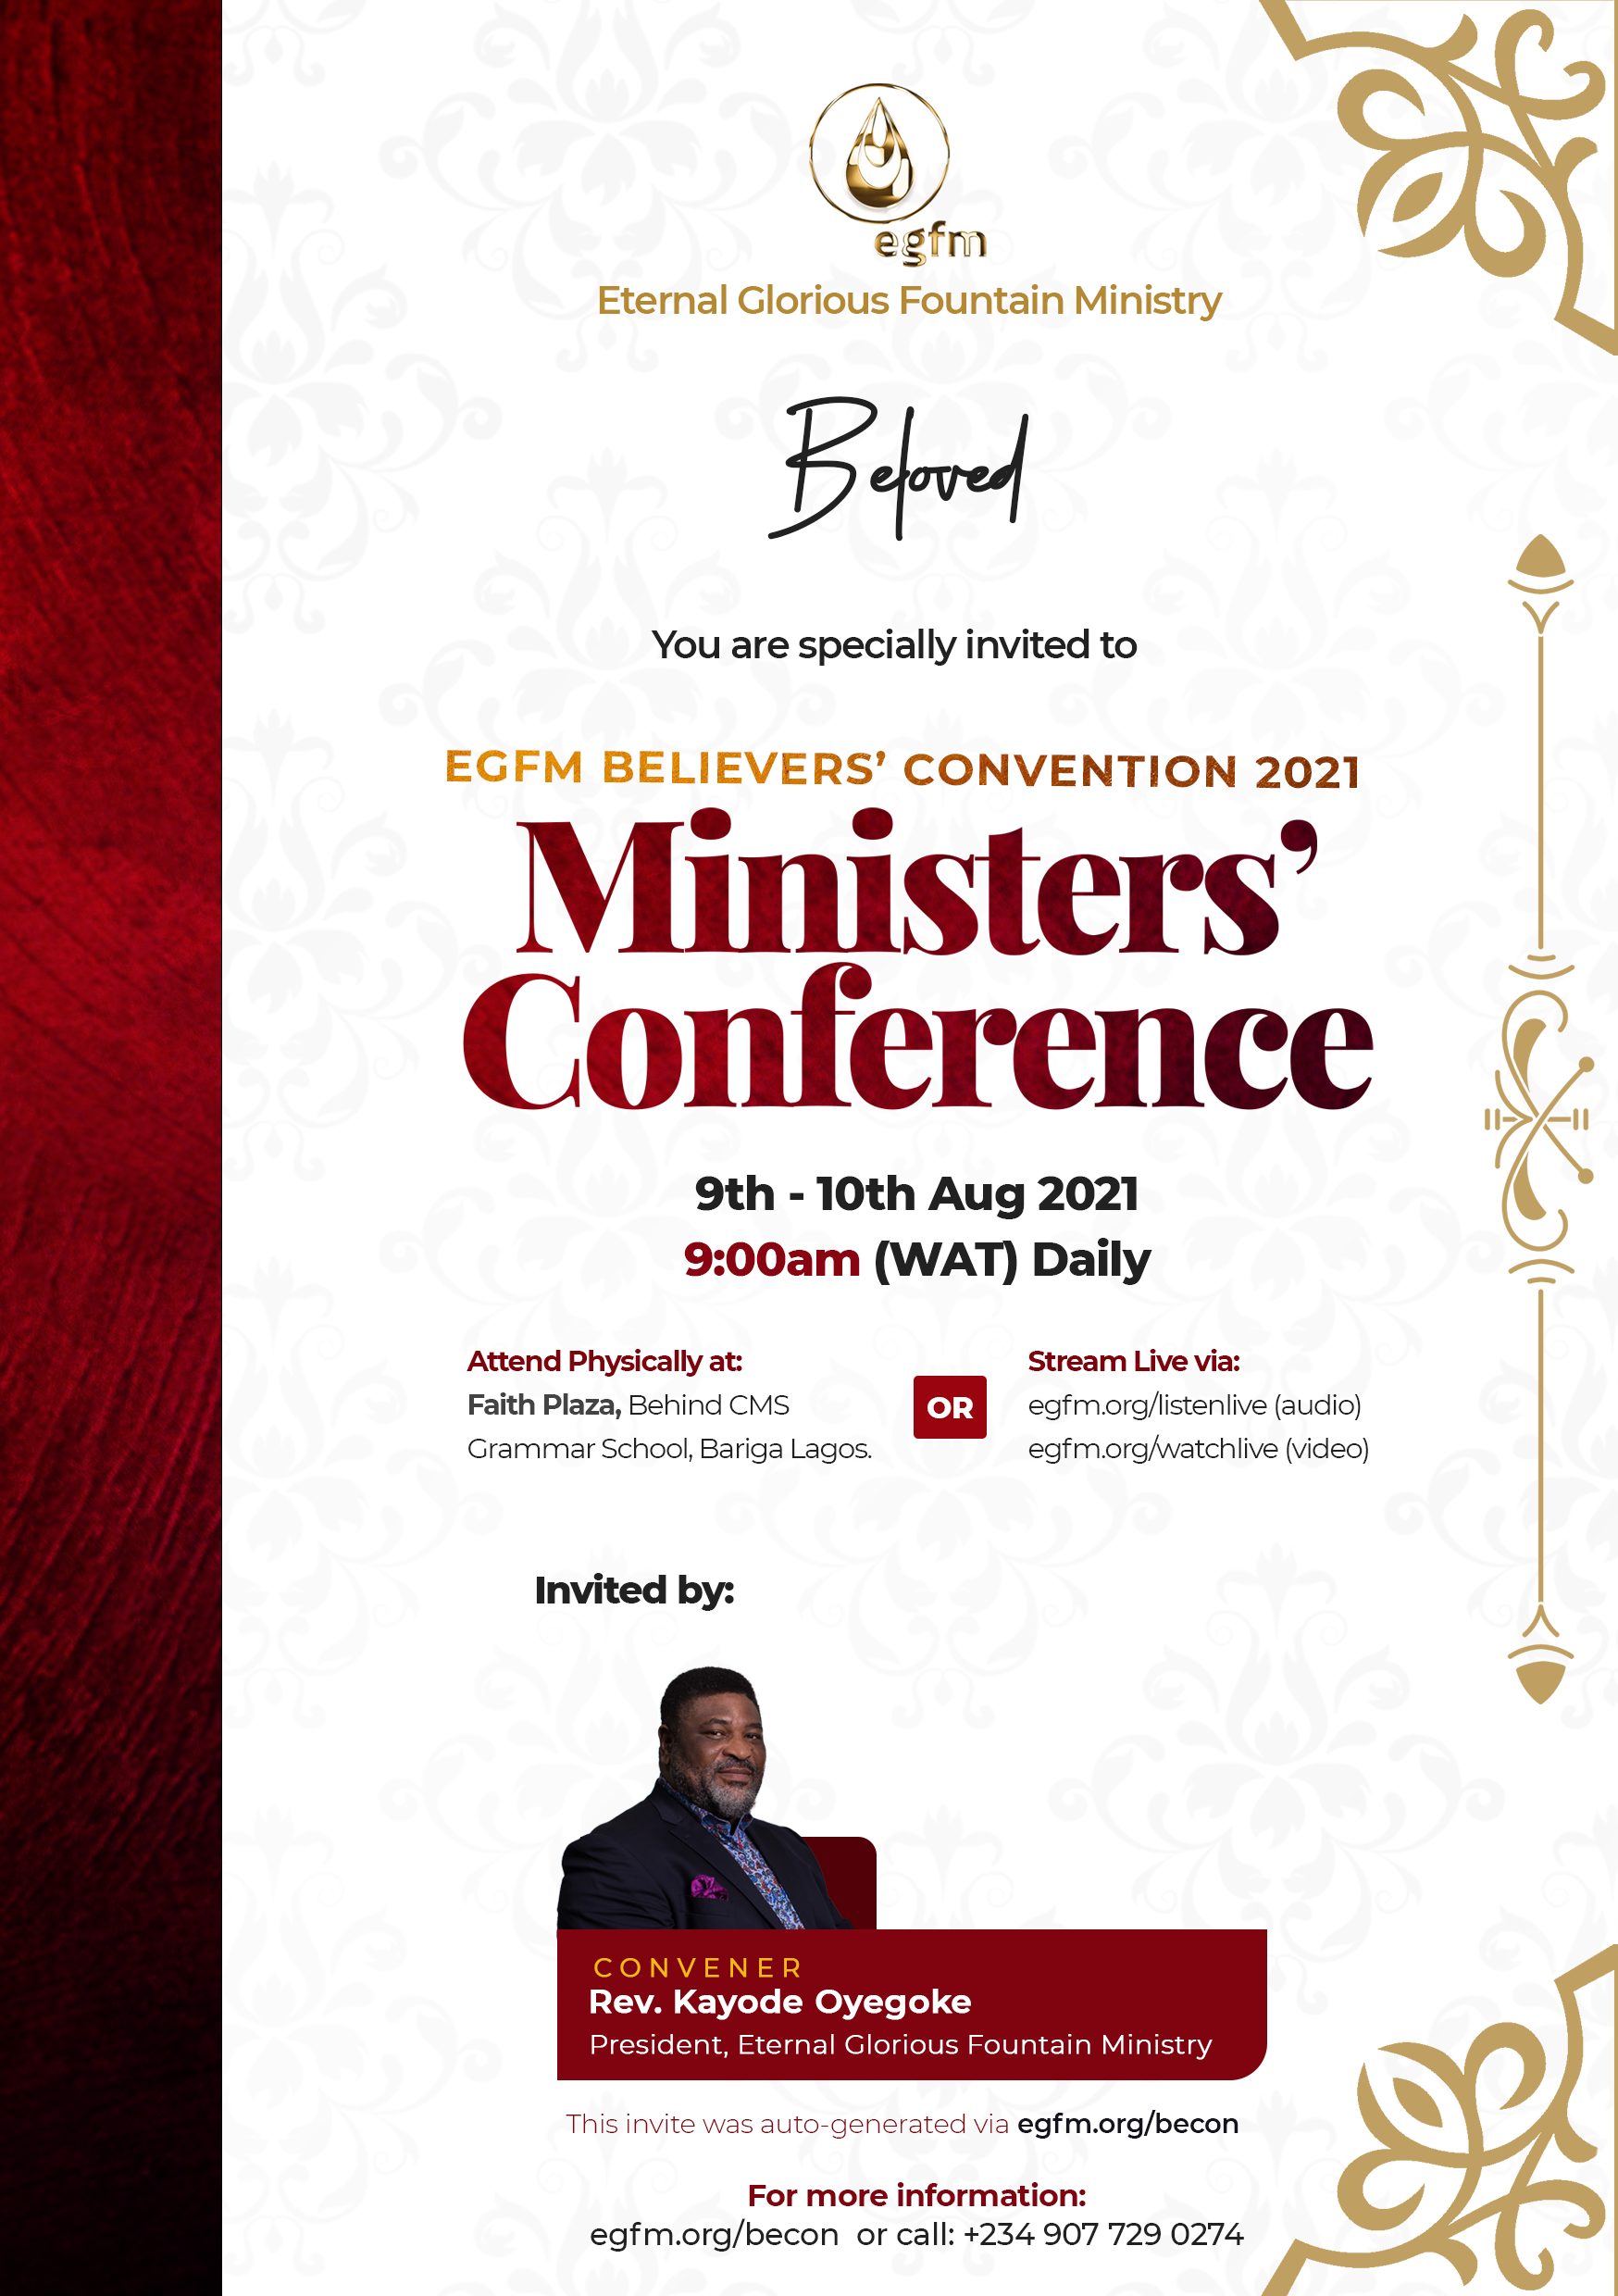 egfm
Eternal Glorious Fountain Ministry
Beloved
You are specially invited to
EGFM BELIEVERS’ CONVENTION 2021
Ministers’
Conference
9th - 10th Aug 2021
9:00am (WAT) Daily
Attend Physically at:
Faith Plaza, Behind CMS
Grammar School, Bariga Lagos.
OR
Stream Live via:
egfm.org/listenlive (audio)
egfm.org/watchlive (video)
Invited by:
CONVENER
Rev. Kayode Oyegoke
President, Eternal Glorious Fountain Ministry
This invite was auto-generated via egfm.org/becon
For more information:
egfm.org/becon or call: +234 907 729 0274